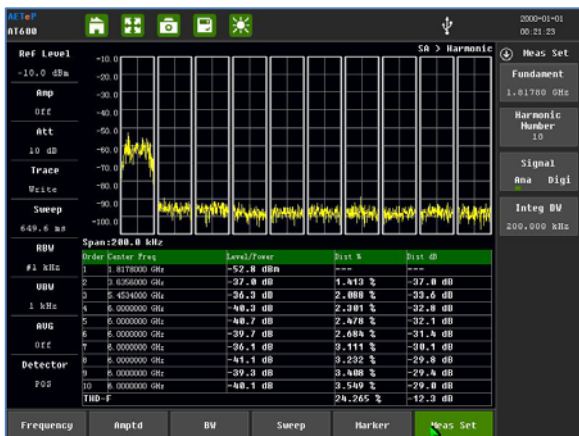 AETeP
AT600
2000-01-01
00:21:23
SA > Harmonic
Ref Level
-10.0 dBm
Amp
Off
Att
10 dB
Trace
Write
Sweep
649.6 ms
RBW
#1 kHz
VBW
1 kHz
AVG
Off
Detector
POS
-10.0
-20.0
-30.0
-40.0
-50.0
-60.0
-70.0
-80.0
-90.0
-100.0
Span:200.0 kHz
Order Center Freq Level/Power Dist % Dist dB
1 1.8178000 GHz -52.8 dBm --- ---
2 3.6356000 GHz -37.0 dB 1.413 % -37.0 dB
3 5.4534000 GHz -36.3 dB 2.088 % -33.6 dB
4 6.0000000 GHz -40.3 dB 2.301 % -32.8 dB
5 6.0000000 GHz -40.7 dB 2.478 % -32.1 dB
6 6.0000000 GHz -39.7 dB 2.684 % -31.4 dB
7 6.0000000 GHz -36.1 dB 3.111 % -30.1 dB
8 6.0000000 GHz -41.1 dB 3.232 % -29.8 dB
9 6.0000000 GHz -39.3 dB 3.408 % -29.4 dB
10 6.0000000 GHz -40.1 dB 3.549 % -29.0 dB
THD-F 24.265 % -12.3 dB
Meas Set
Fundament
1.81780 GHz
Harmonic
Number
10
Signal
Ana Digi
Integ BW
200.000 kHz
Frequency Amptd BW Sweep Marker Meas Set